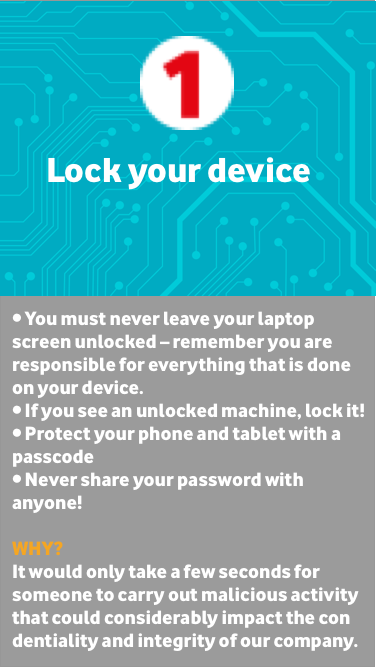 1
Lock your device
• You must never leave your laptop
screen unlocked – remember you are
responsible for everything that is done
on your device.
• If you see an unlocked machine, lock it!
• Protect your phone and tablet with a
passcode
• Never share your password with
anyone!
WHY?
It would only take a few seconds for
someone to carry out malicious activity
that could considerably impact the con
dentiality and integrity of our company.